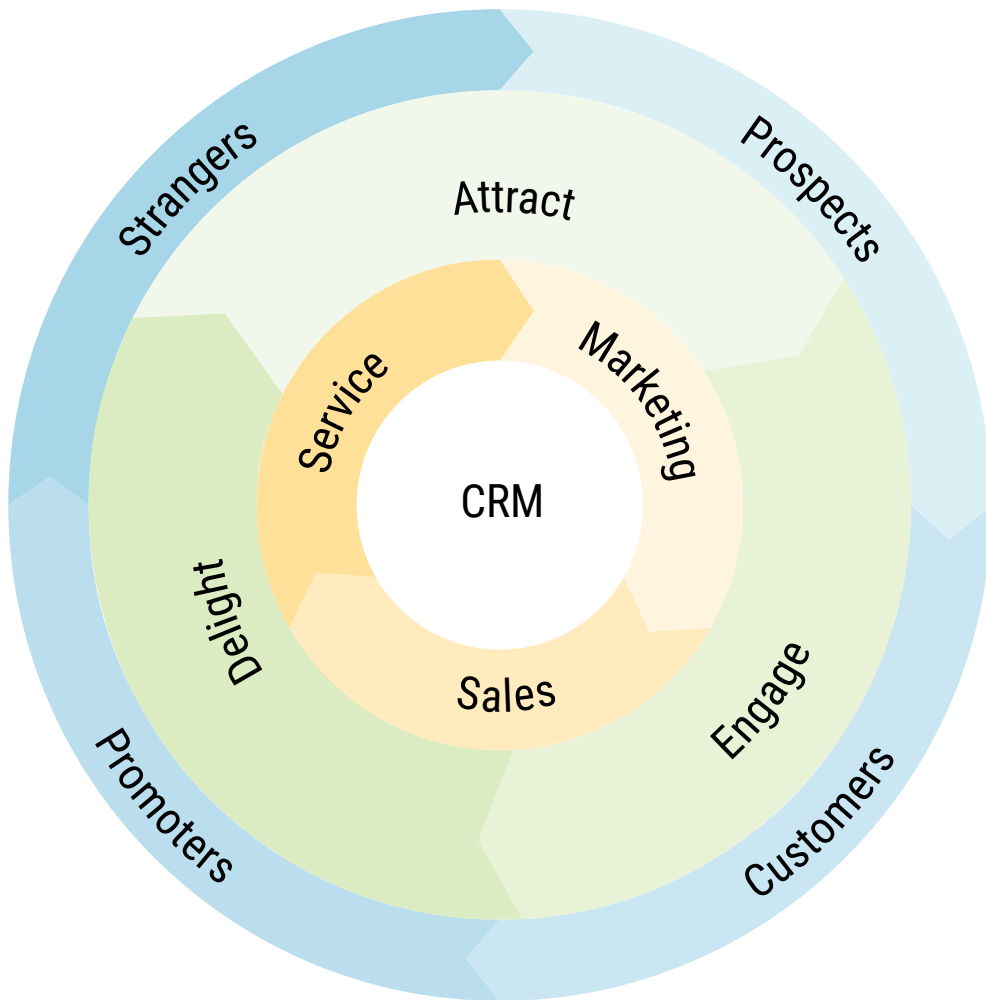 Strangers
Prospects
Customers
Promoters
Attract
Engage
Delight
Marketing
Sales
Service
CRM